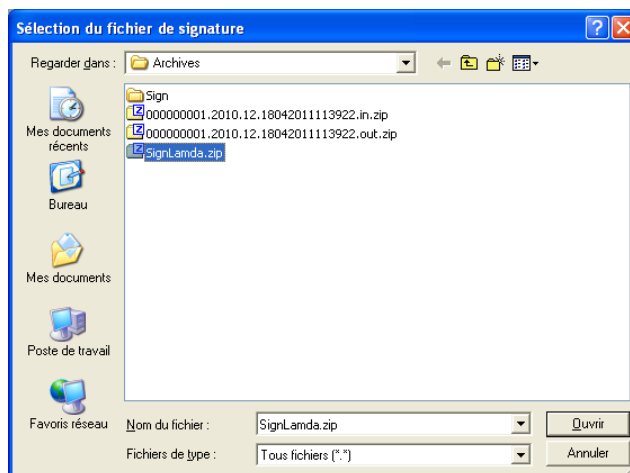 Sélection du fichier de signature
Regarder dans :
Archives
Sign
000000001.2010.12.18042011113922.in.zip
000000001.2010.12.18042011113922.out.zip
SignLamda.zip
Mes documents
récents
Bureau
Mes documents
Poste de travail
Favoris réseau
Nom du fichier :
SignLamda.zip
Ouvrir
Fichiers de type :
Tous fichiers (*.*)
Annuler